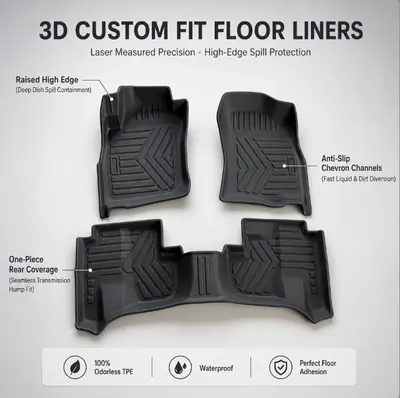 3D CUSTOM FIT FLOOR LINERS
Laser Measured Precision · High-Edge Spill Protection
Raised High Edge
(Deep Dish Spill Containment)
Anti-Slip
Chevron Channels
(Fast Liquid & Dirt Diversion)
One-Piece
Rear Coverage
(Seamless Transmission
Hump Fit)
100%
Odorless TPE
Waterproof
Perfect Floor
Adhesion